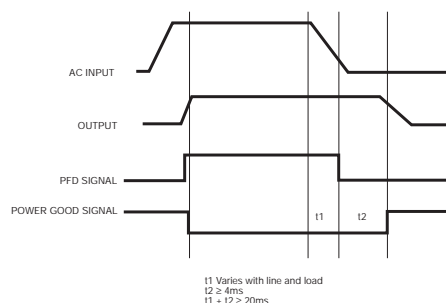 AC INPUT
OUTPUT
PFD SIGNAL
POWER GOOD SIGNAL
t1
t2
t1 Varies with line and load
t2 ≥ 4ms
t1 + t2 ≥ 20ms